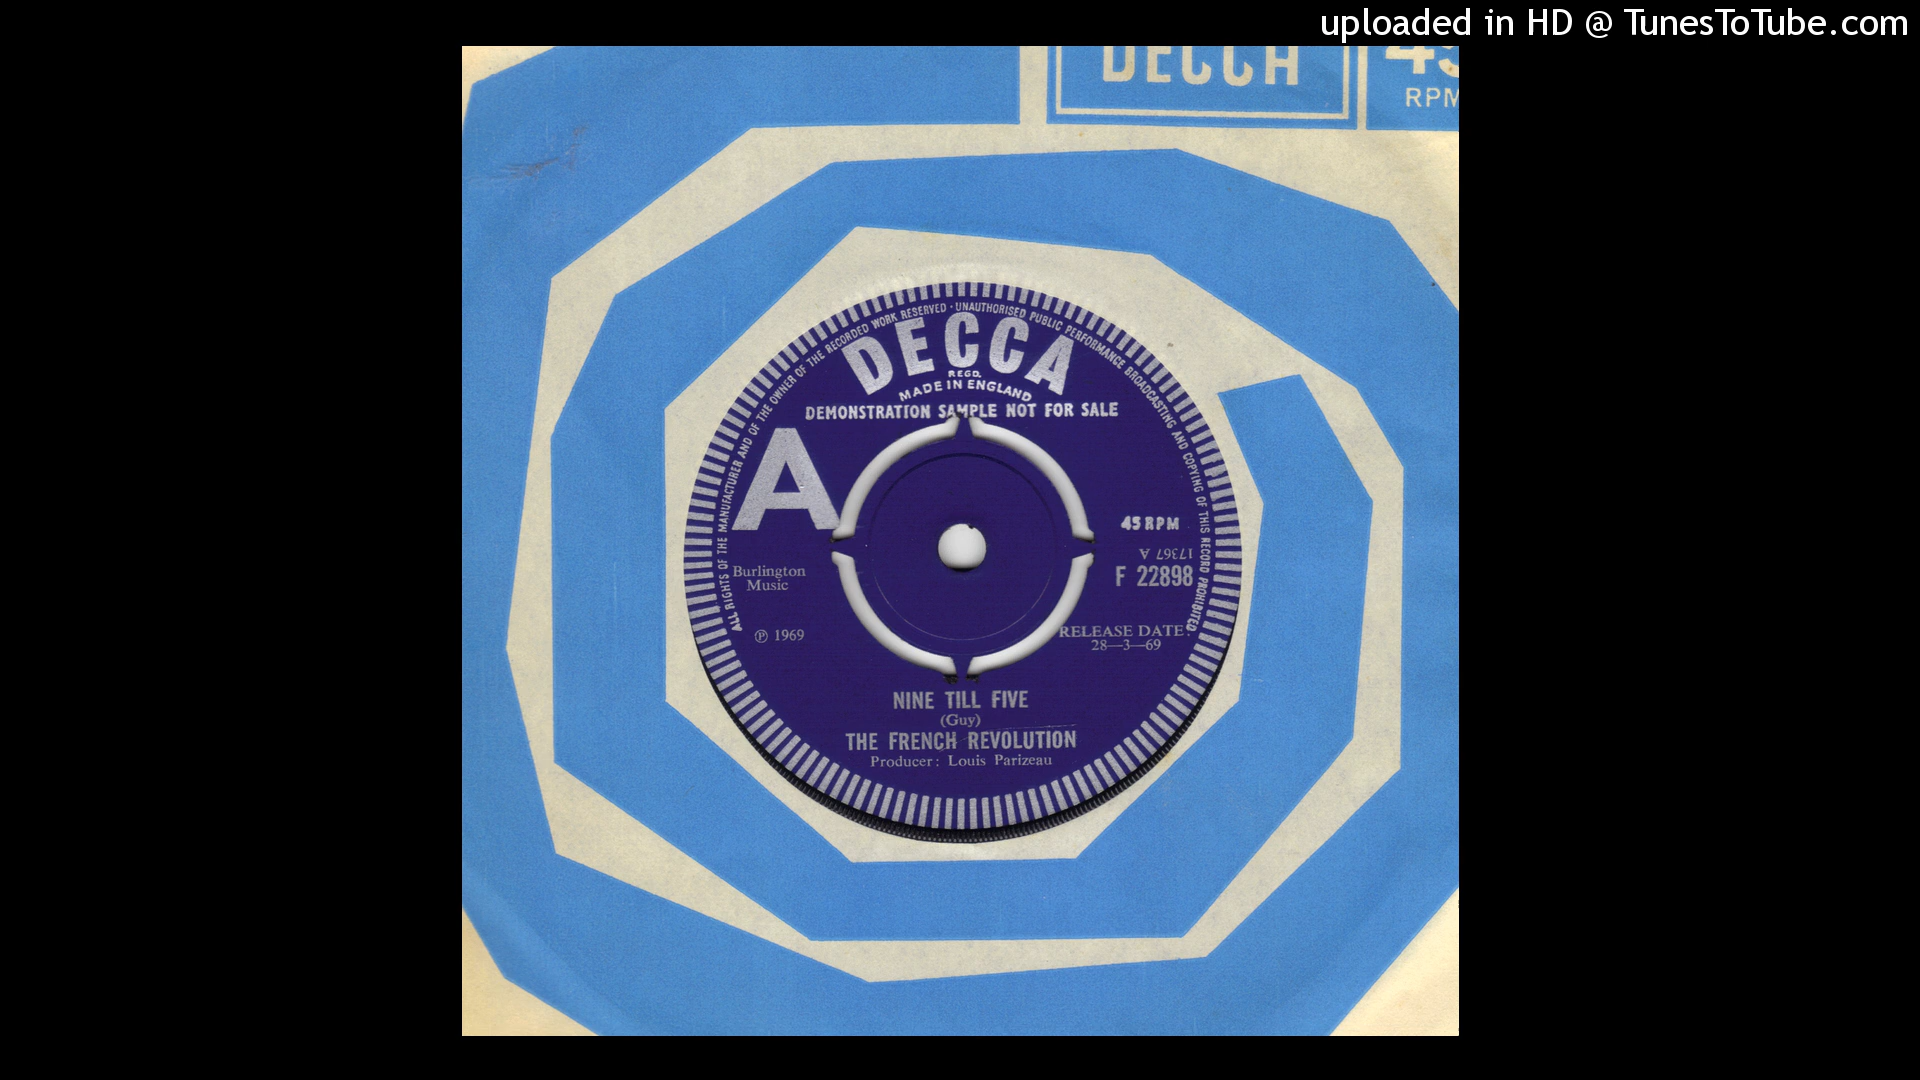 uploaded in HD @ TunesToTube.com
DECCA
45
RPM
ALL RIGHTS OF THE MANUFACTURER AND OF THE OWNER OF THE RECORDED WORK RESERVED · UNAUTHORISED PUBLIC PERFORMANCE BROADCASTING AND COPYING OF THIS RECORD PROHIBITED
DECCA
REGD.
MADE IN ENGLAND
DEMONSTRATION SAMPLE NOT FOR SALE
A
45 RPM
17367 A
F 22898
Burlington
Music
℗ 1969
RELEASE DATE:
28—3—69
NINE TILL FIVE
(Guy)
THE FRENCH REVOLUTION
Producer: Louis Parizeau